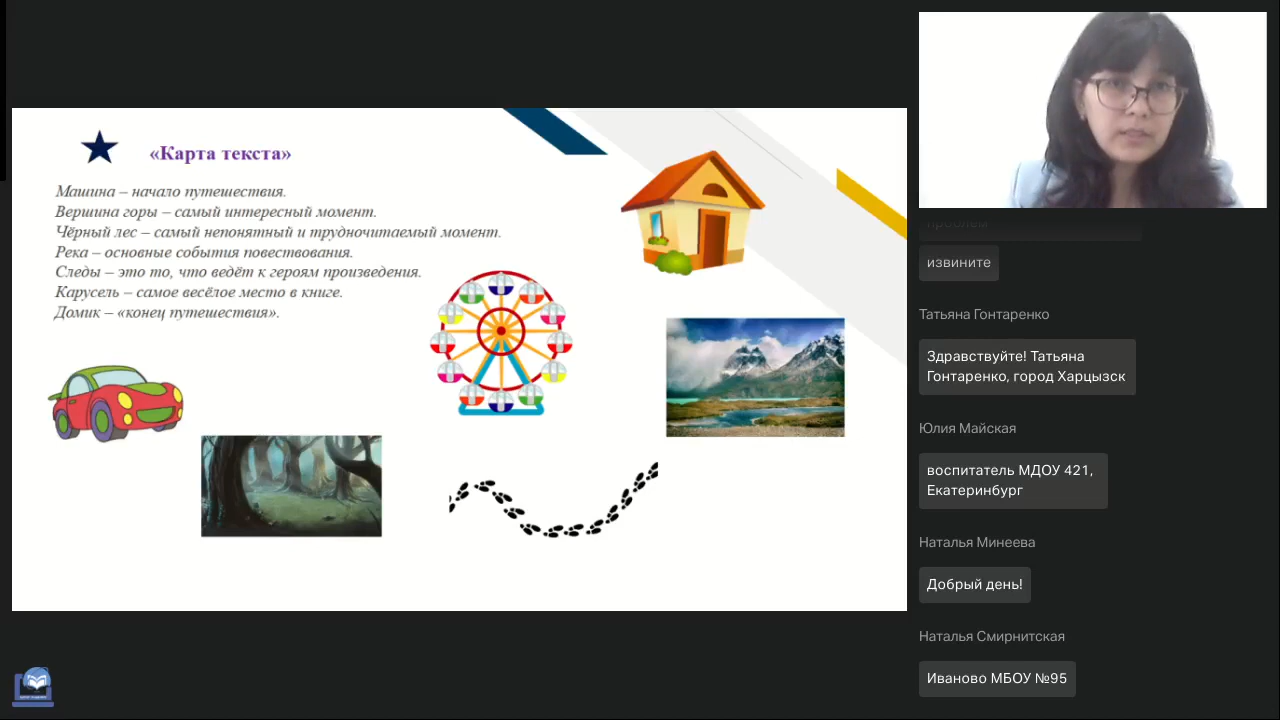 «Карта текста»
Машина – начало путешествия.
Вершина горы – самый интересный момент.
Чёрный лес – самый непонятный и трудночитаемый момент.
Река – основные события повествования.
Следы – это то, что ведёт к героям произведения.
Карусель – самое весёлое место в книге.
Домик – «конец путешествия».
проблем
извините
Татьяна Гонтаренко
Здравствуйте! Татьяна
Гонтаренко, город Харцызск
Юлия Майская
воспитатель МДОУ 421,
Екатеринбург
Наталья Минеева
Добрый день!
Наталья Смирнитская
Иваново МБОУ №95